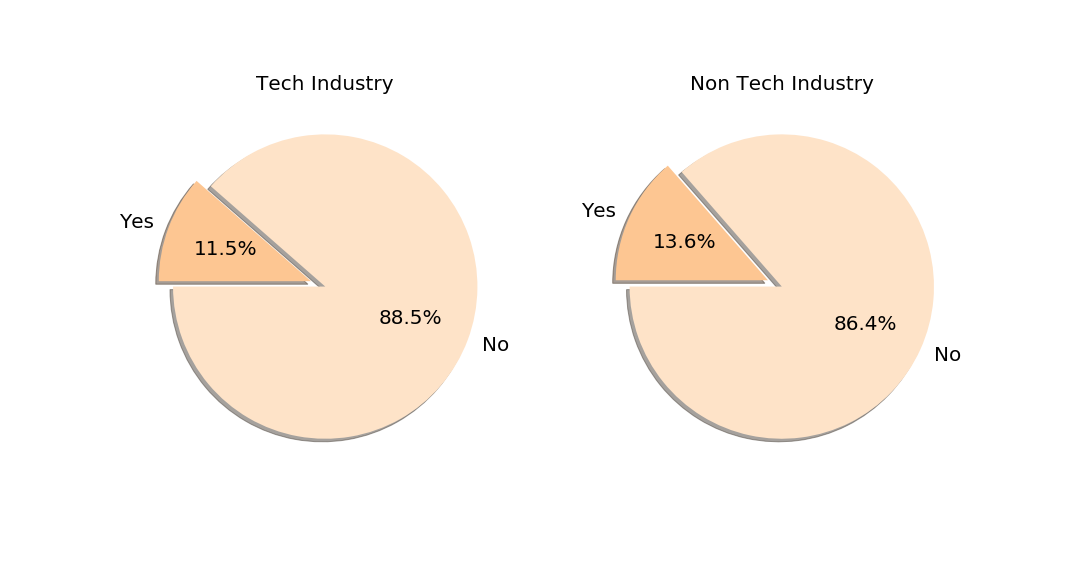 Tech Industry
Yes
11.5%
88.5%
No
Non Tech Industry
Yes
13.6%
86.4%
No